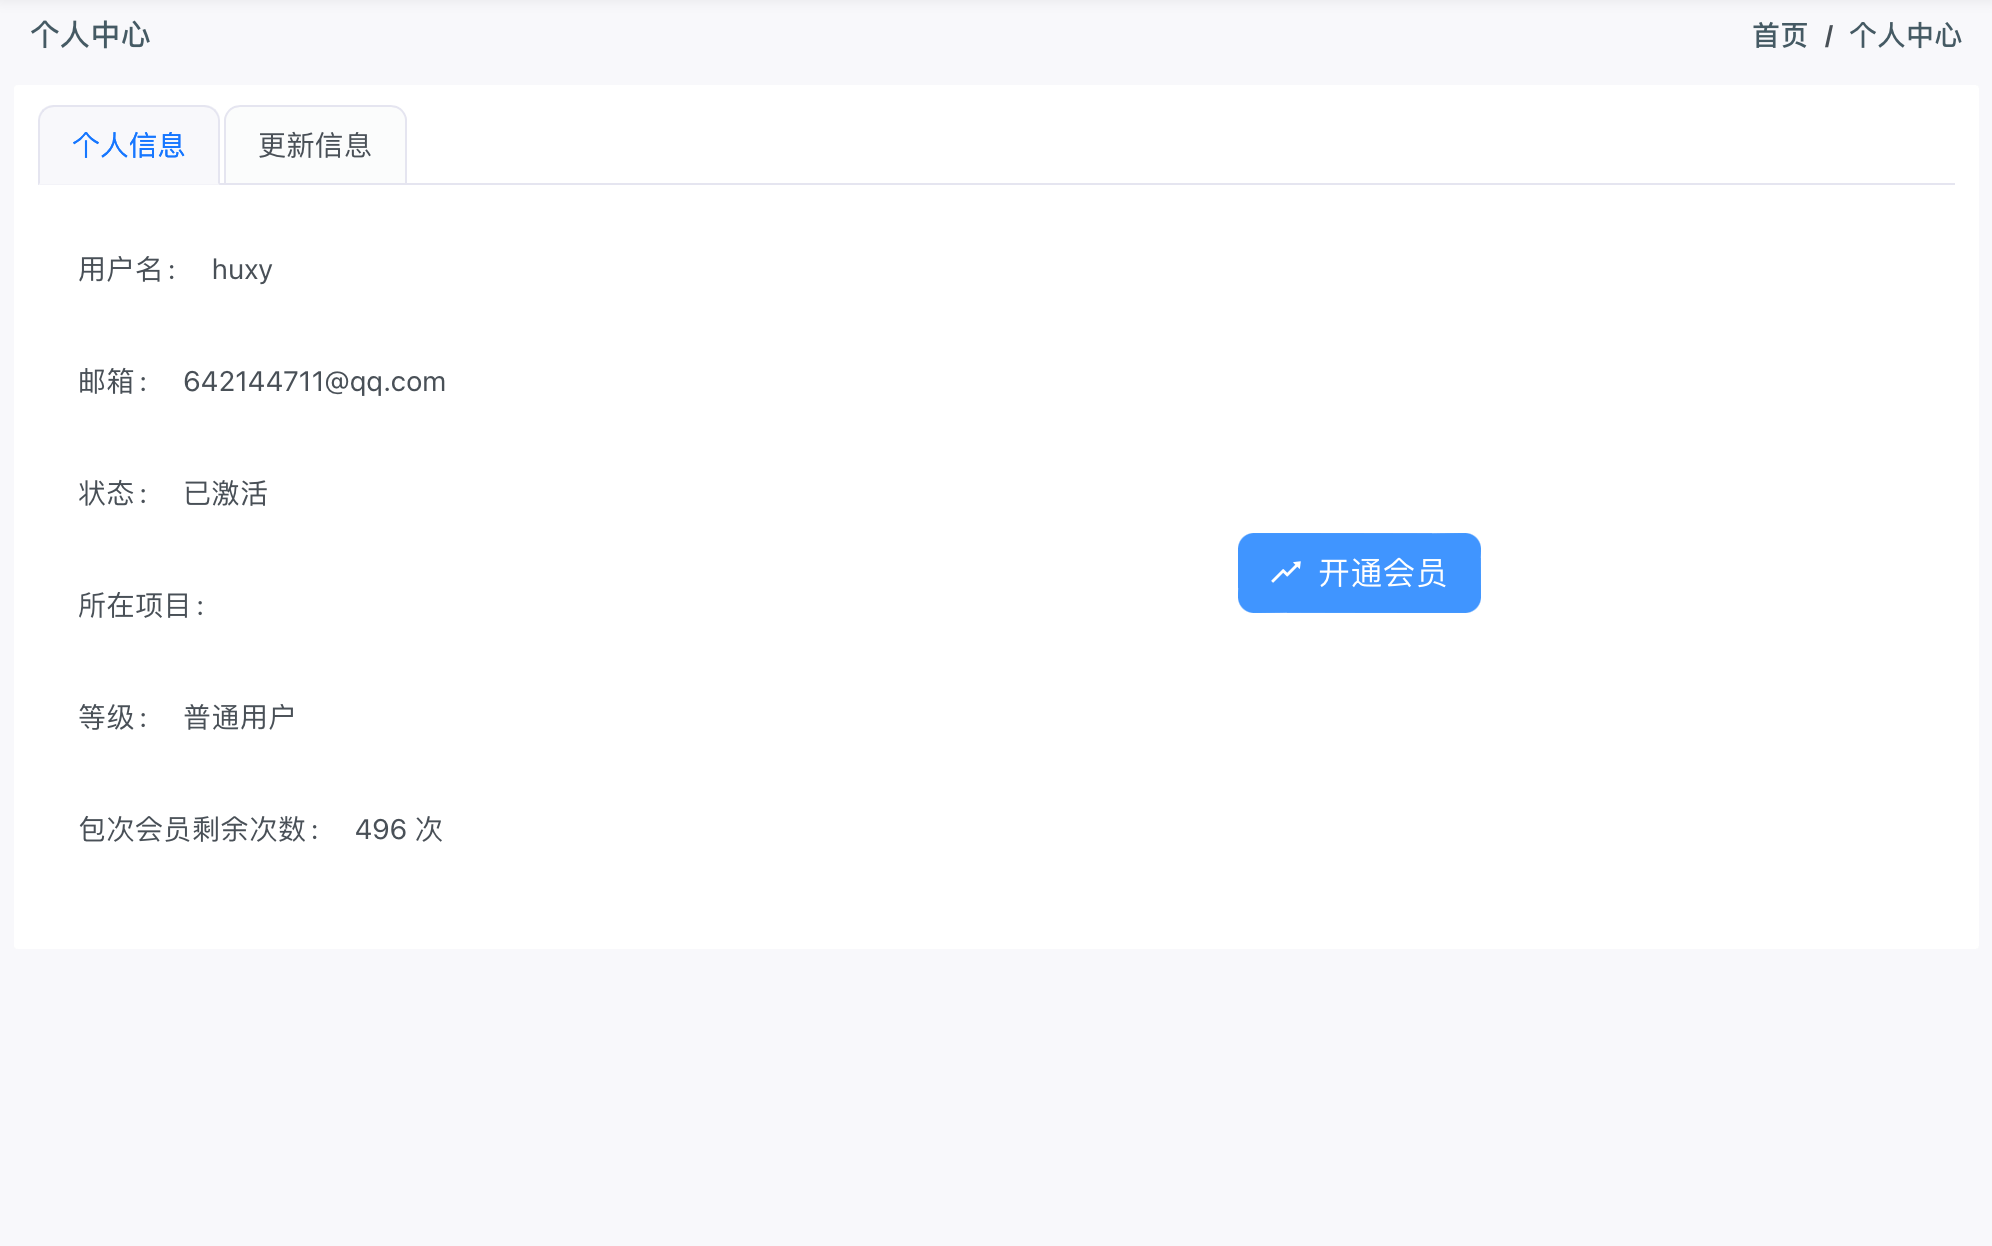 个人中心
首页 / 个人中心
个人信息 更新信息
用户名： huxy
邮箱： 642144711@qq.com
状态： 已激活
开通会员
所在项目：
等级： 普通用户
包次会员剩余次数： 496 次